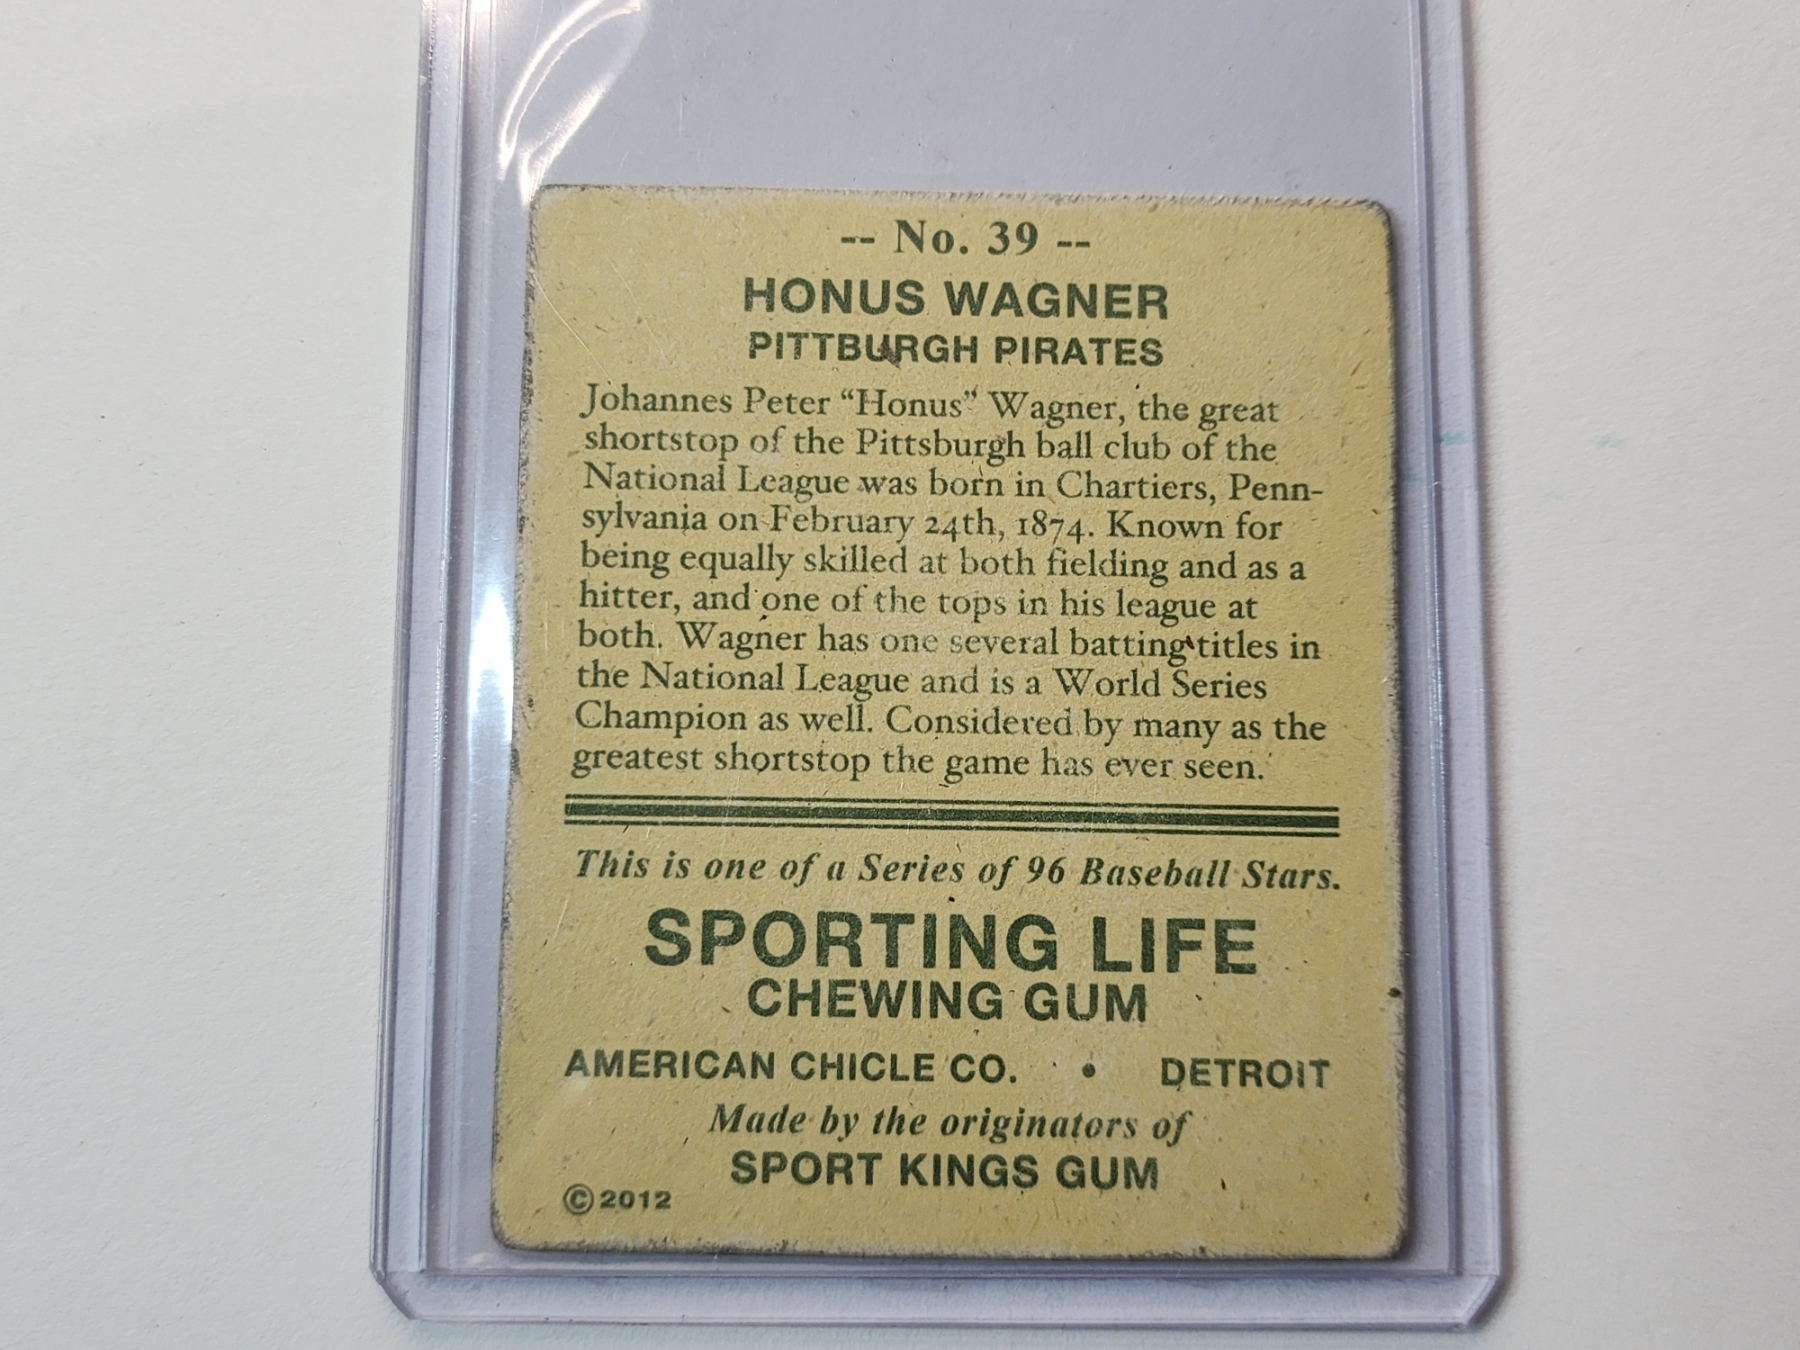 -- No. 39 --
HONUS WAGNER
PITTBURGH PIRATES
Johannes Peter “Honus” Wagner, the great
shortstop of the Pittsburgh ball club of the
National League was born in Chartiers, Penn-
sylvania on February 24th, 1874. Known for
being equally skilled at both fielding and as a
hitter, and one of the tops in his league at
both. Wagner has one several batting titles in
the National League and is a World Series
Champion as well. Considered by many as the
greatest shortstop the game has ever seen.
This is one of a Series of 96 Baseball Stars.
SPORTING LIFE
CHEWING GUM
AMERICAN CHICLE CO. • DETROIT
Made by the originators of
SPORT KINGS GUM
©2012